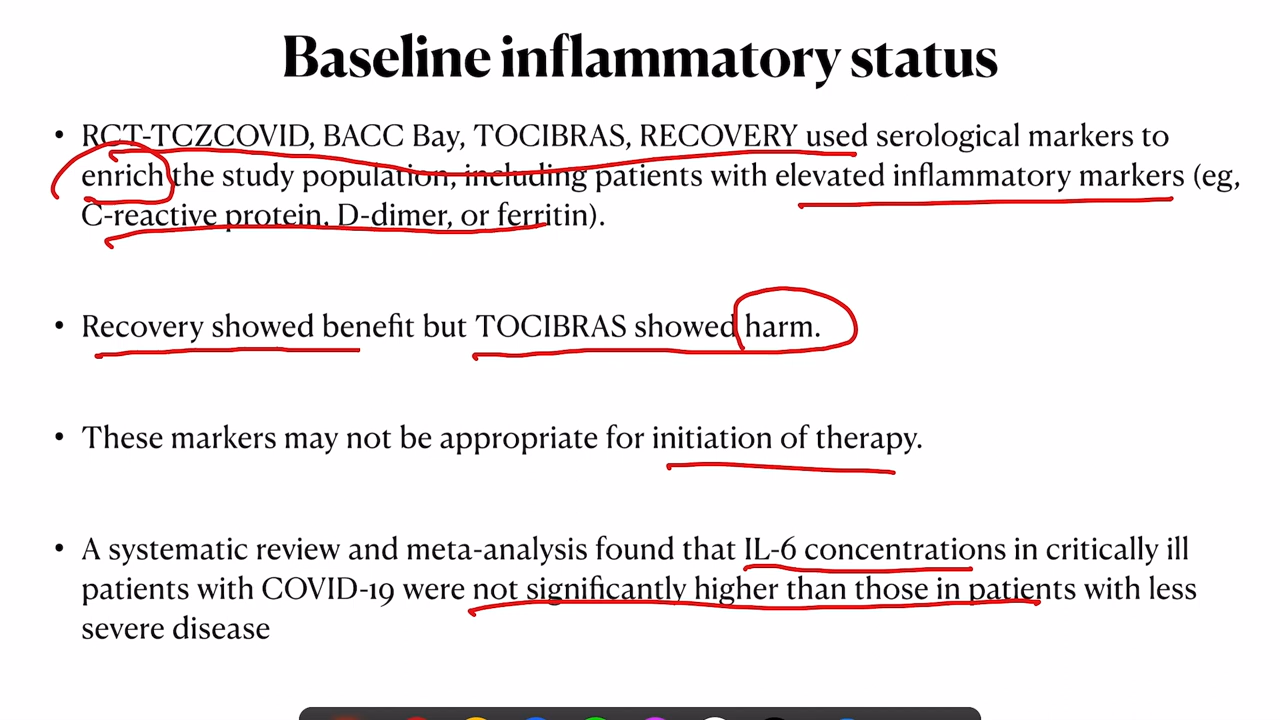 Baseline inflammatory status
• RCT-TCZCOVID, BACC Bay, TOCIBRAS, RECOVERY used serological markers to
enrich the study population, including patients with elevated inflammatory markers (eg,
C-reactive protein, D-dimer, or ferritin).
• Recovery showed benefit but TOCIBRAS showed harm.
• These markers may not be appropriate for initiation of therapy.
• A systematic review and meta-analysis found that IL-6 concentrations in critically ill
patients with COVID-19 were not significantly higher than those in patients with less
severe disease